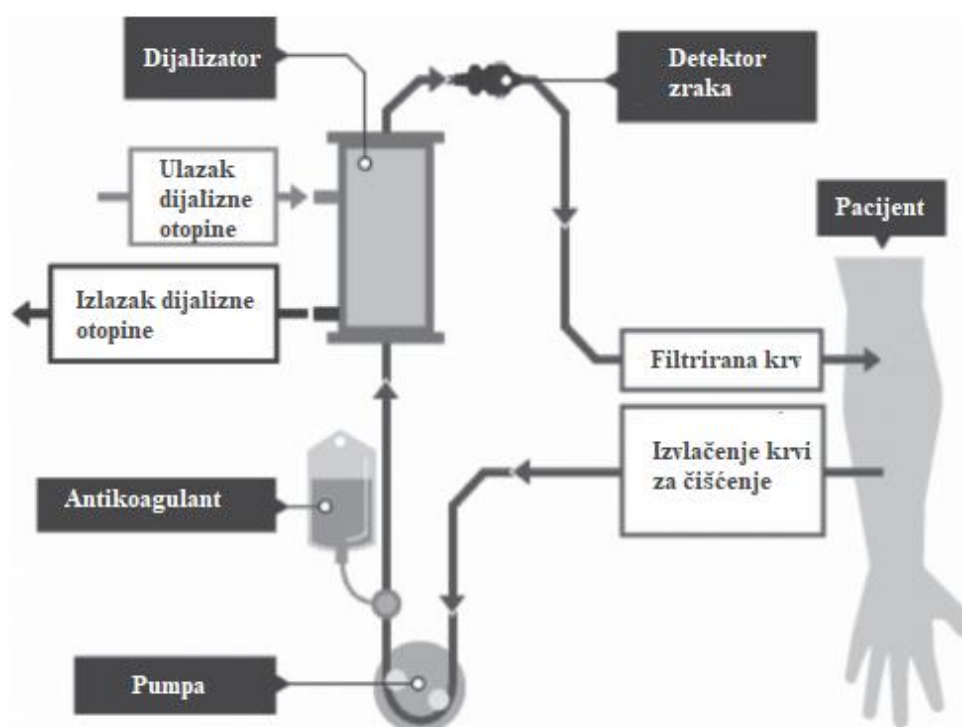 Dijalizator
Detektor
zraka
Ulazak
dijalizne
otopine
Pacijent
Izlazak dijalizne
otopine
Filtrirana krv
Izvlačenje krvi
za čišćenje
Antikoagulant
Pumpa